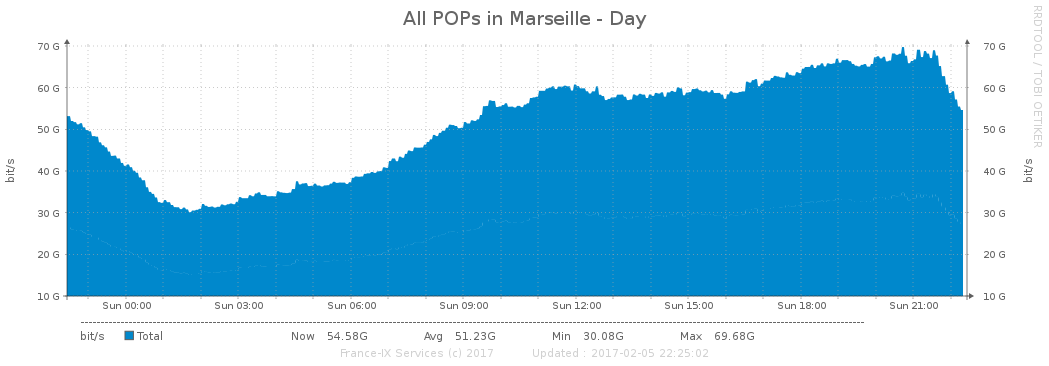 All POPs in Marseille - Day
RRDTOOL / TOBI OETIKER
70 G 70 G
60 G 60 G
50 G 50 G
40 G 40 G
30 G 30 G
20 G 20 G
10 G 10 G
bit/s bit/s
Sun 00:00 Sun 03:00 Sun 06:00 Sun 09:00 Sun 12:00 Sun 15:00 Sun 18:00 Sun 21:00
bit/s Total Now 54.58G Avg 51.23G Min 30.08G Max 69.68G
France-IX Services (c) 2017 Updated : 2017-02-05 22:25:02